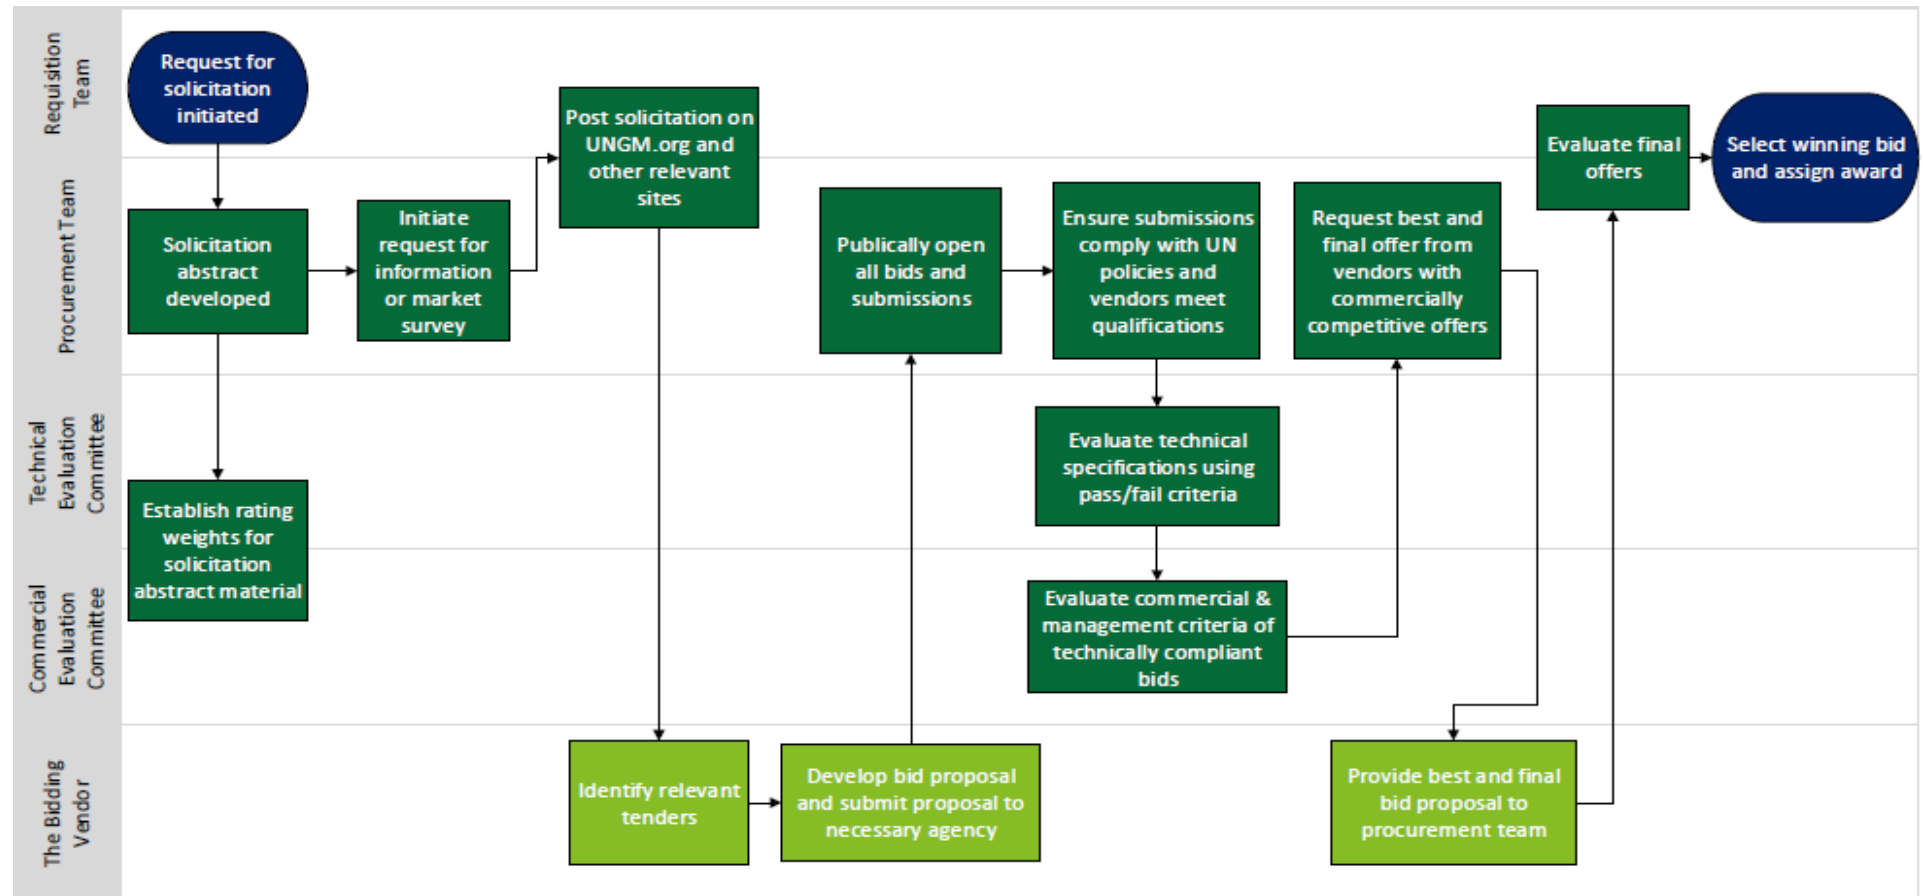 Requisition
Team
Request for
solicitation
initiated
Post solicitation on
UNGM.org and
other relevant
sites
Evaluate final
offers
Select winning bid
and assign award
Procurement Team
Solicitation
abstract
developed
Initiate
request for
information
or market
survey
Publically open
all bids and
submissions
Ensure submissions
comply with UN
policies and
vendors meet
qualifications
Request best and
final offer from
vendors with
commercially
competitive offers
Technical
Evaluation
Committee
Establish rating
weights for
solicitation
abstract material
Evaluate technical
specifications using
pass/fail criteria
Commercial
Evaluation
Committee
Evaluate commercial &
management criteria of
technically compliant
bids
The Bidding
Vendor
Identify relevant
tenders
Develop bid proposal
and submit proposal to
necessary agency
Provide best and final
bid proposal to
procurement team